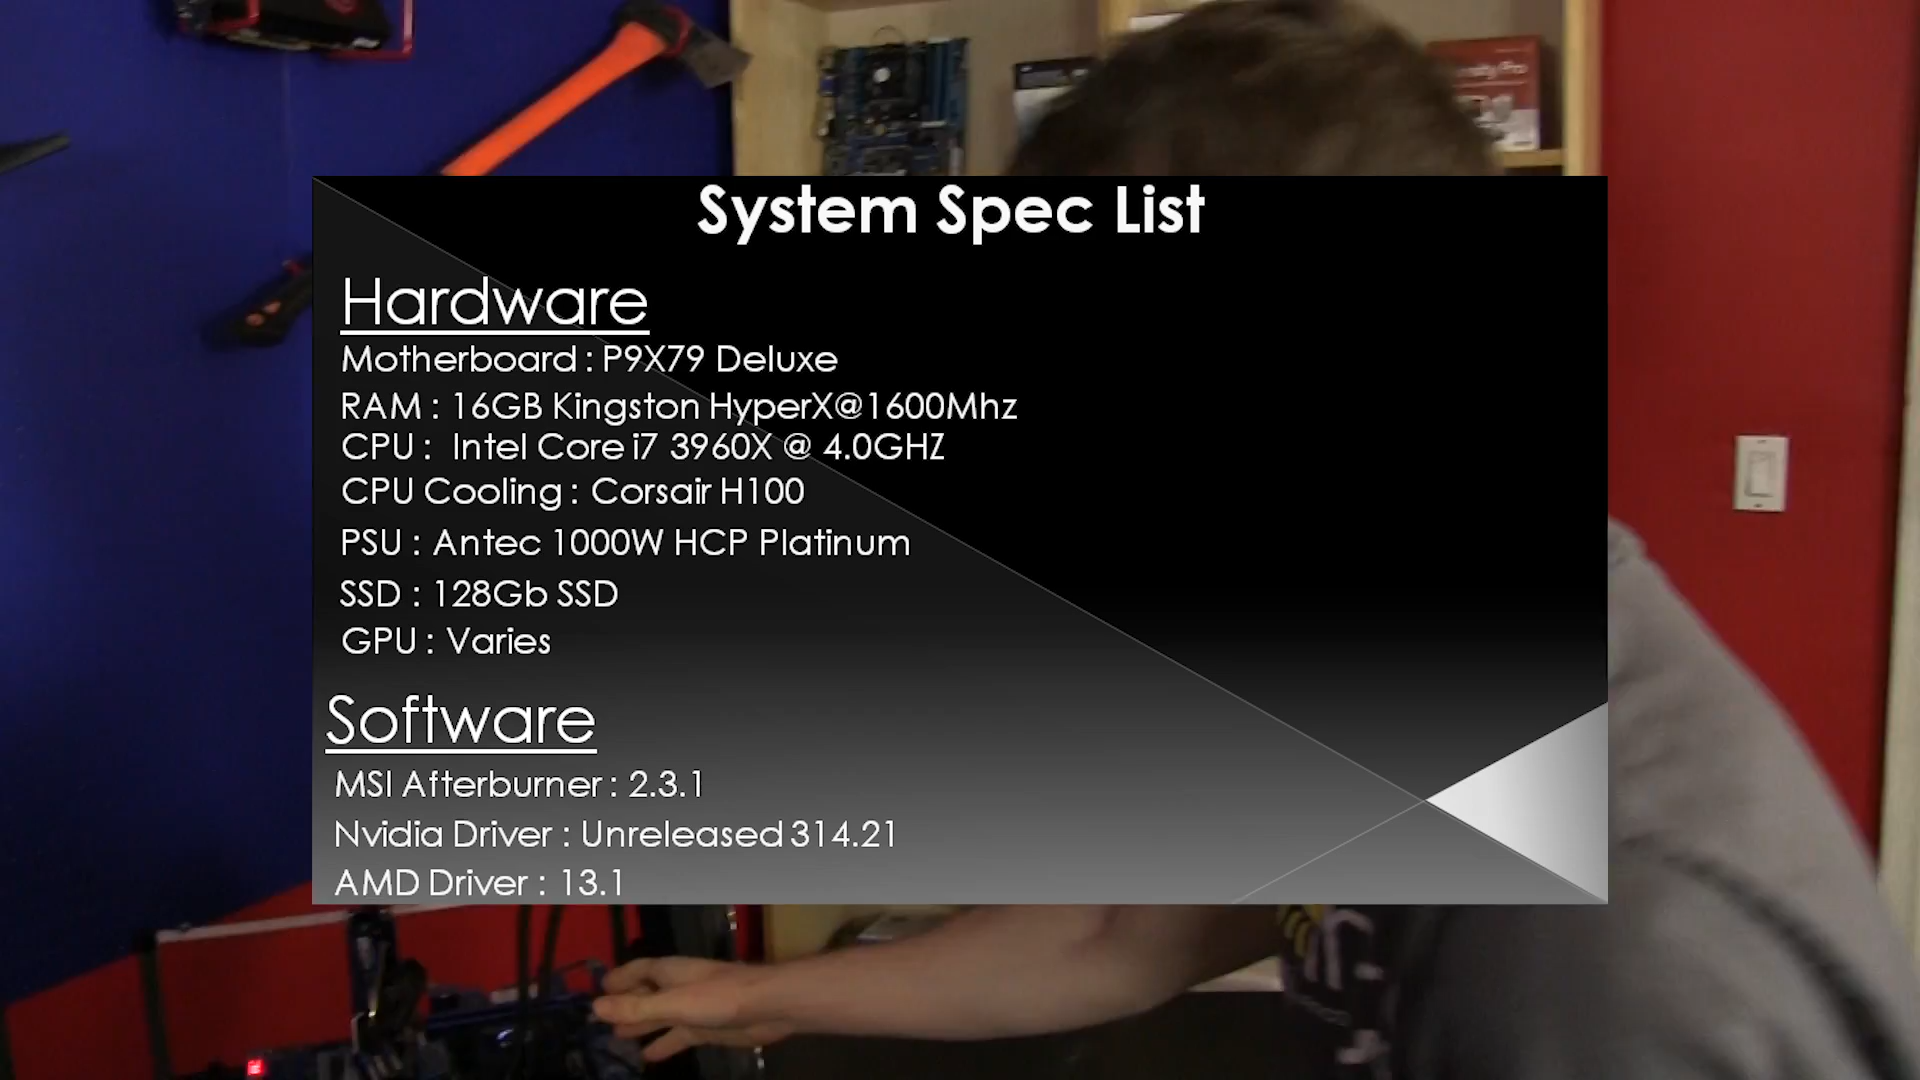 System Spec List
Hardware
Motherboard : P9X79 Deluxe
RAM : 16GB Kingston HyperX@1600Mhz
CPU : Intel Core i7 3960X @ 4.0GHZ
CPU Cooling : Corsair H100
PSU : Antec 1000W HCP Platinum
SSD : 128Gb SSD
GPU : Varies
Software
MSI Afterburner : 2.3.1
Nvidia Driver : Unreleased 314.21
AMD Driver : 13.1